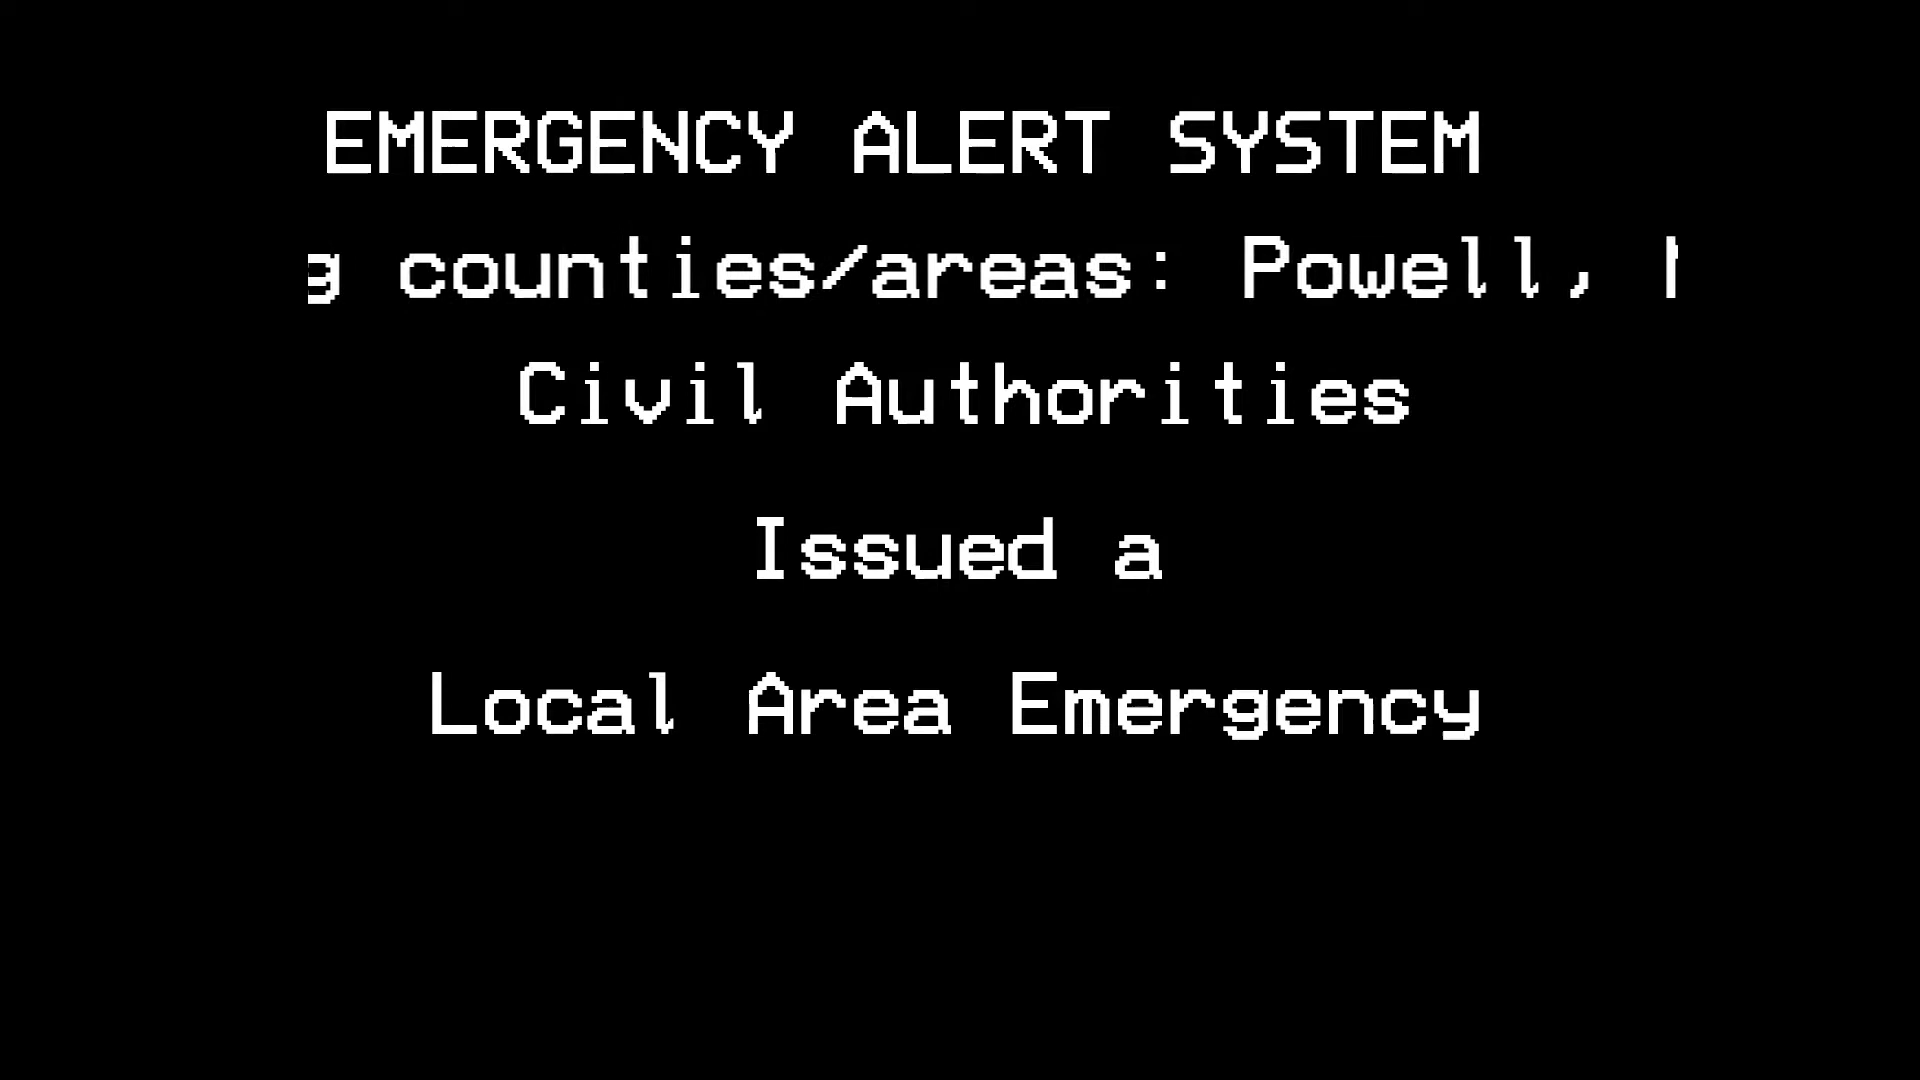 EMERGENCY ALERT SYSTEM
counties/areas: Powell,
Civil Authorities
Issued a
Local Area Emergency